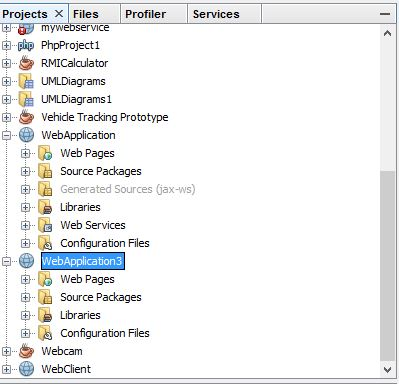 Projects Files Profiler Services
mywebservice
PhpProject1
RMICalculator
UMLDiagrams
UMLDiagrams1
Vehicle Tracking Prototype
WebApplication
Web Pages
Source Packages
Generated Sources (jax-ws)
Libraries
Web Services
Configuration Files
WebApplication3
Web Pages
Source Packages
Libraries
Configuration Files
Webcam
WebClient